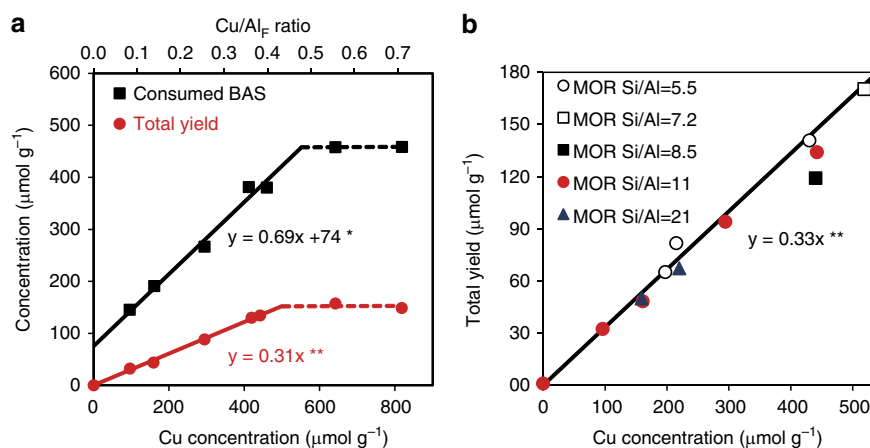 a
Cu/AlF ratio
0.0 0.1 0.2 0.3 0.4 0.5 0.6 0.7 0.8
600
500
400
300
200
100
0
Concentration (μmol g–1)
Consumed BAS
Total yield
y = 0.69x +74 *
y = 0.31x **
0 200 400 600 800
Cu concentration (μmol g–1)
b
180
150
120
90
60
30
00
Total yield (μmol g–1)
MOR Si/Al=5.5
MOR Si/Al=7.2
MOR Si/Al=8.5
MOR Si/Al=11
MOR Si/Al=21
y = 0.33x **
0 100 200 300 400 500
Cu concentration (μmol g–1)